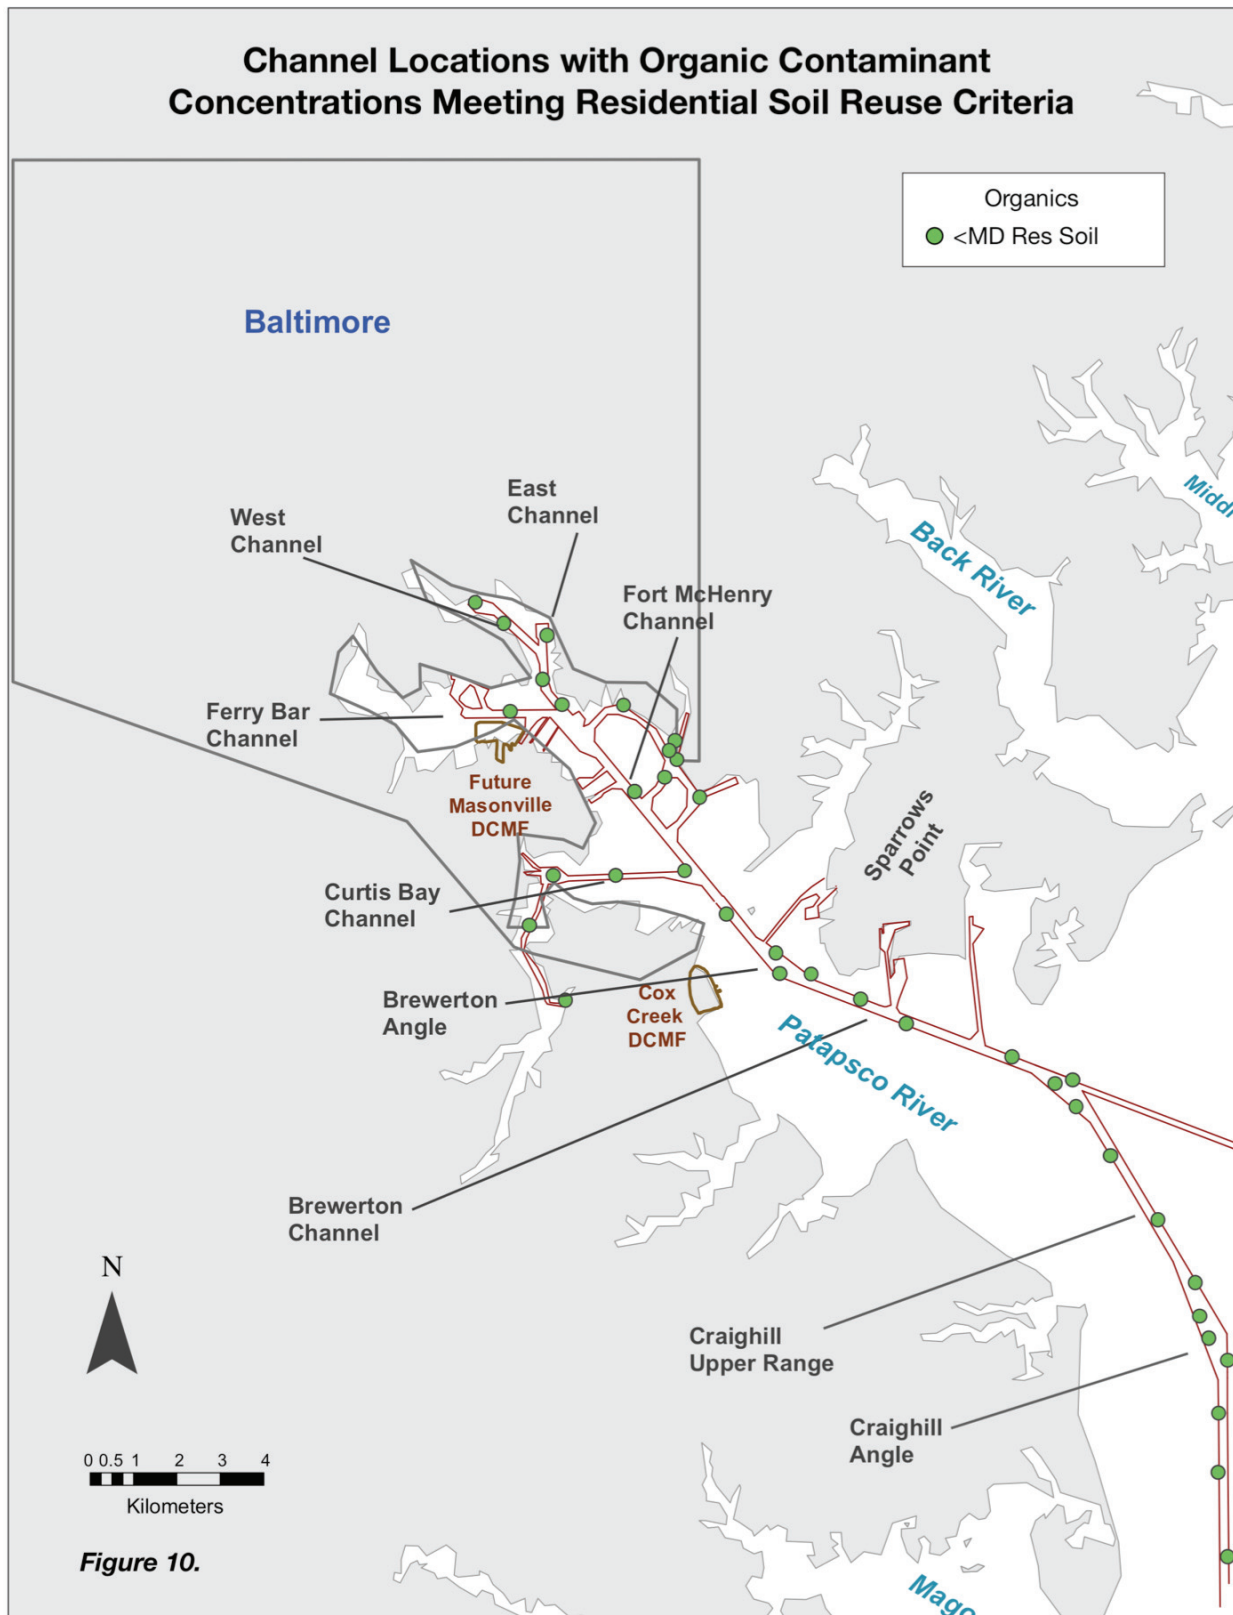 Channel Locations with Organic Contaminant
Concentrations Meeting Residential Soil Reuse Criteria
Organics
<MD Res Soil
Baltimore
Middl
Back River
East
Channel
West
Channel
Fort McHenry
Channel
Ferry Bar
Channel
Future
Masonville
DCMF
Sparrows
Point
Curtis Bay
Channel
Brewerton
Angle
Cox
Creek
DCMF
Patapsco River
Brewerton
Channel
N
Craighill
Upper Range
Craighill
Angle
0 0.5 1 2 3 4
Kilometers
Figure 10.
Mago